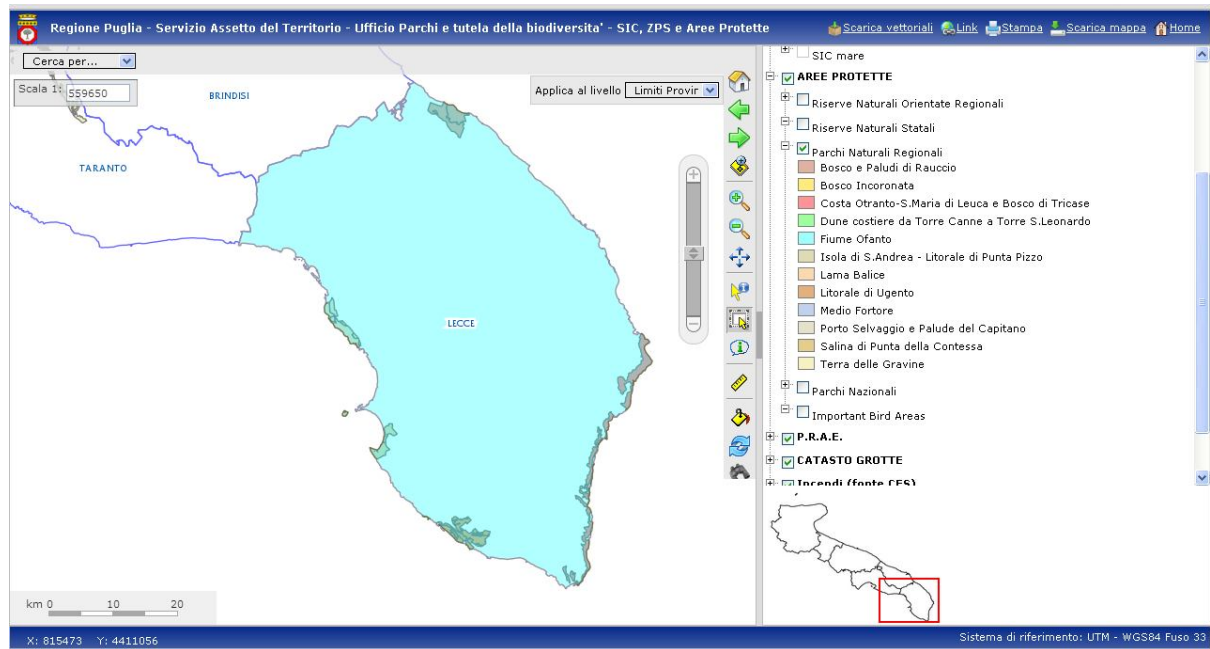 Regione Puglia - Servizio Assetto del Territorio - Ufficio Parchi e tutela della biodiversita' - SIC, ZPS e Aree Protette
Scarica vettoriali Link Stampa Scarica mappa Home
Cerca per...
Scala 1: 559650
Applica al livello Limiti Provir
BRINDISI
TARANTO
LECCE
km 0 10 20
SIC mare
AREE PROTETTE
Riserve Naturali Orientate Regionali
Riserve Naturali Statali
Parchi Naturali Regionali
Bosco e Paludi di Rauccio
Bosco Incoronata
Costa Otranto-S.Maria di Leuca e Bosco di Tricase
Dune costiere da Torre Canne a Torre S.Leonardo
Fiume Ofanto
Isola di S.Andrea - Litorale di Punta Pizzo
Lama Balice
Litorale di Ugento
Medio Fortore
Porto Selvaggio e Palude del Capitano
Salina di Punta della Contessa
Terra delle Gravine
Parchi Nazionali
Important Bird Areas
P.R.A.E.
CATASTO GROTTE
Incendi (fonte CFS)
X: 815473 Y: 4411056
Sistema di riferimento: UTM - WGS84 Fuso 33